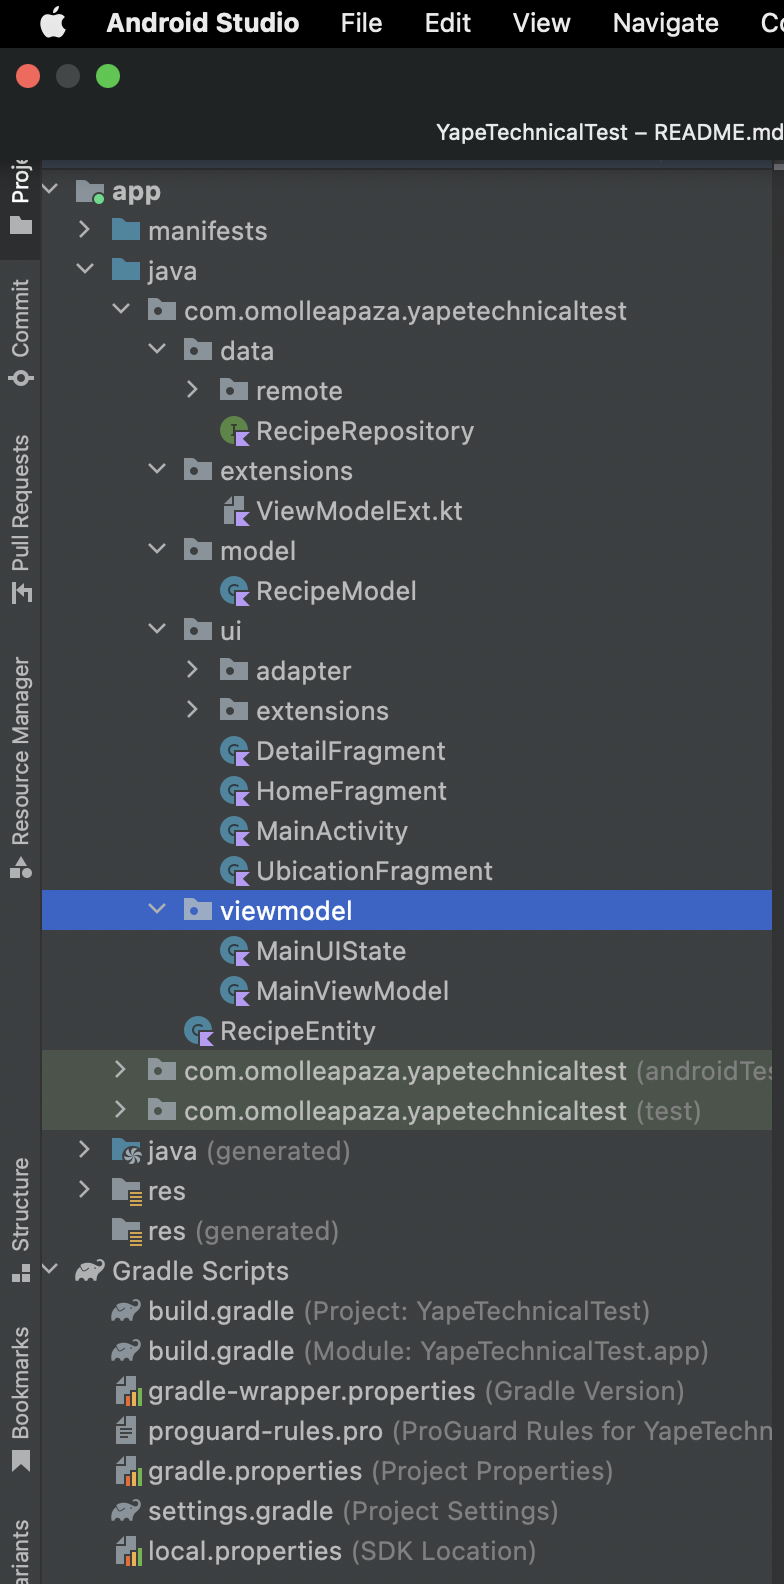 Android Studio File Edit View Navigate
YapeTechnicalTest – README.md
app
manifests
java
com.omolleapaza.yapetechnicaltest
data
remote
RecipeRepository
extensions
ViewModelExt.kt
model
RecipeModel
ui
adapter
extensions
DetailFragment
HomeFragment
MainActivity
UbicationFragment
viewmodel
MainUIState
MainViewModel
RecipeEntity
com.omolleapaza.yapetechnicaltest (androidTes
com.omolleapaza.yapetechnicaltest (test)
java (generated)
res
res (generated)
Gradle Scripts
build.gradle (Project: YapeTechnicalTest)
build.gradle (Module: YapeTechnicalTest.app)
gradle-wrapper.properties (Gradle Version)
proguard-rules.pro (ProGuard Rules for YapeTechn
gradle.properties (Project Properties)
settings.gradle (Project Settings)
local.properties (SDK Location)
Proje
Commit
Pull Requests
Resource Manager
Structure
Bookmarks
ariants